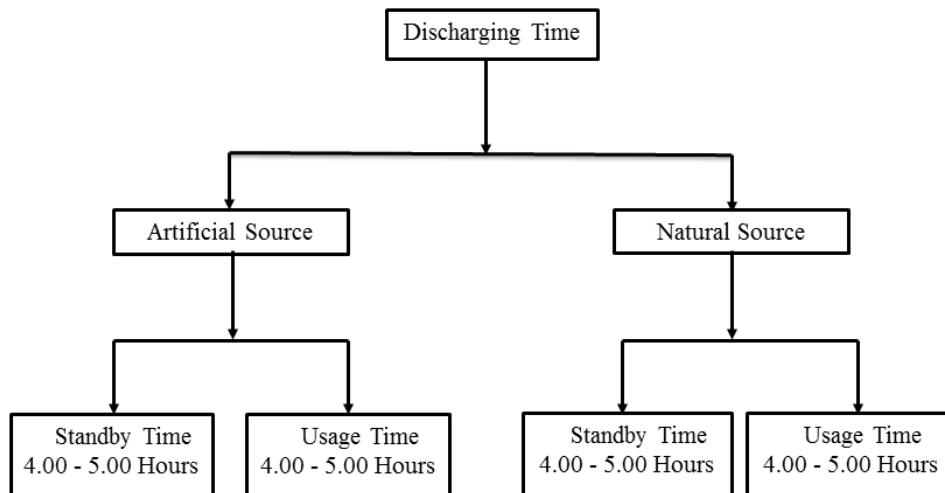 Discharging Time
Artificial Source
Natural Source
Standby Time
4.00 - 5.00 Hours
Usage Time
4.00 - 5.00 Hours
Standby Time
4.00 - 5.00 Hours
Usage Time
4.00 - 5.00 Hours